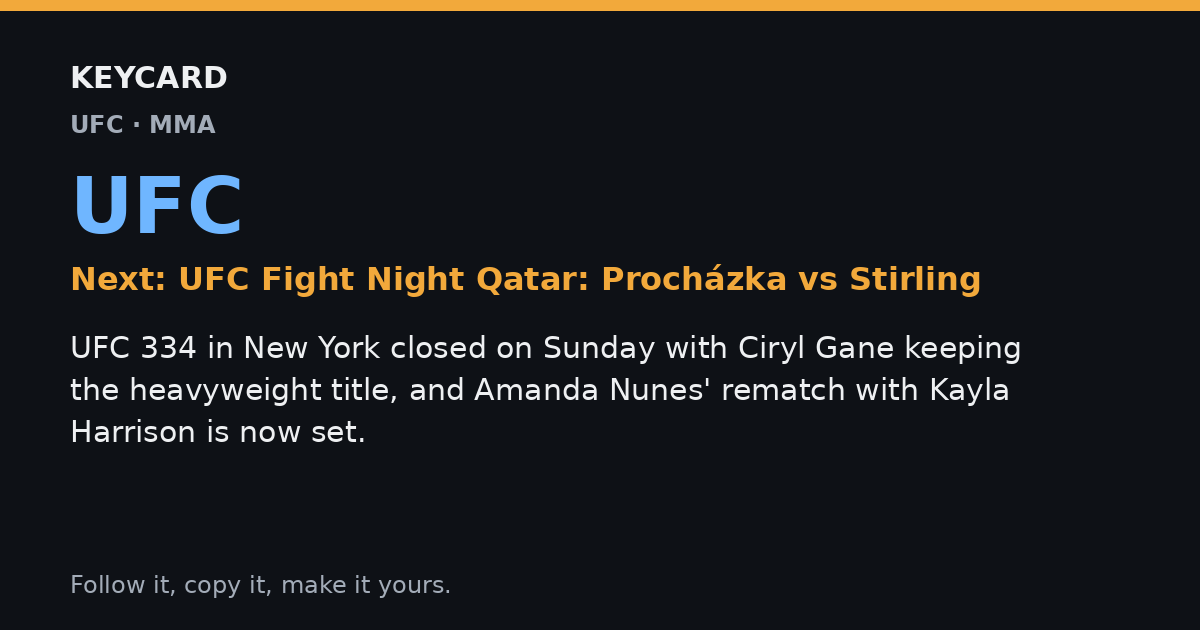 KEYCARD
UFC · MMA
UFC
Next: UFC Fight Night Qatar: Procházka vs Stirling
UFC 334 in New York closed on Sunday with Ciryl Gane keeping
the heavyweight title, and Amanda Nunes' rematch with Kayla
Harrison is now set.
Follow it, copy it, make it yours.